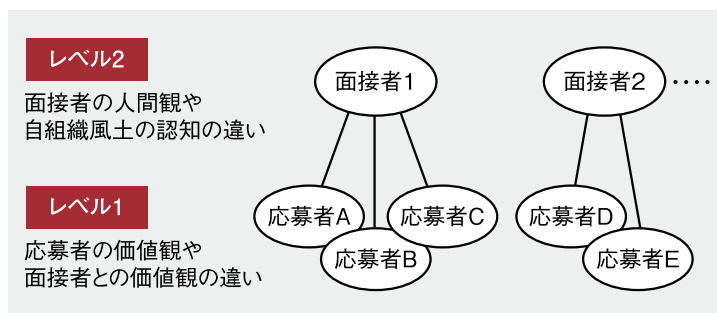 レベル2
面接者の人間観や
自組織風土の認知の違い
面接者1
面接者2
‥‥
レベル1
応募者の価値観や
面接者との価値観の違い
応募者A
応募者B
応募者C
応募者D
応募者E